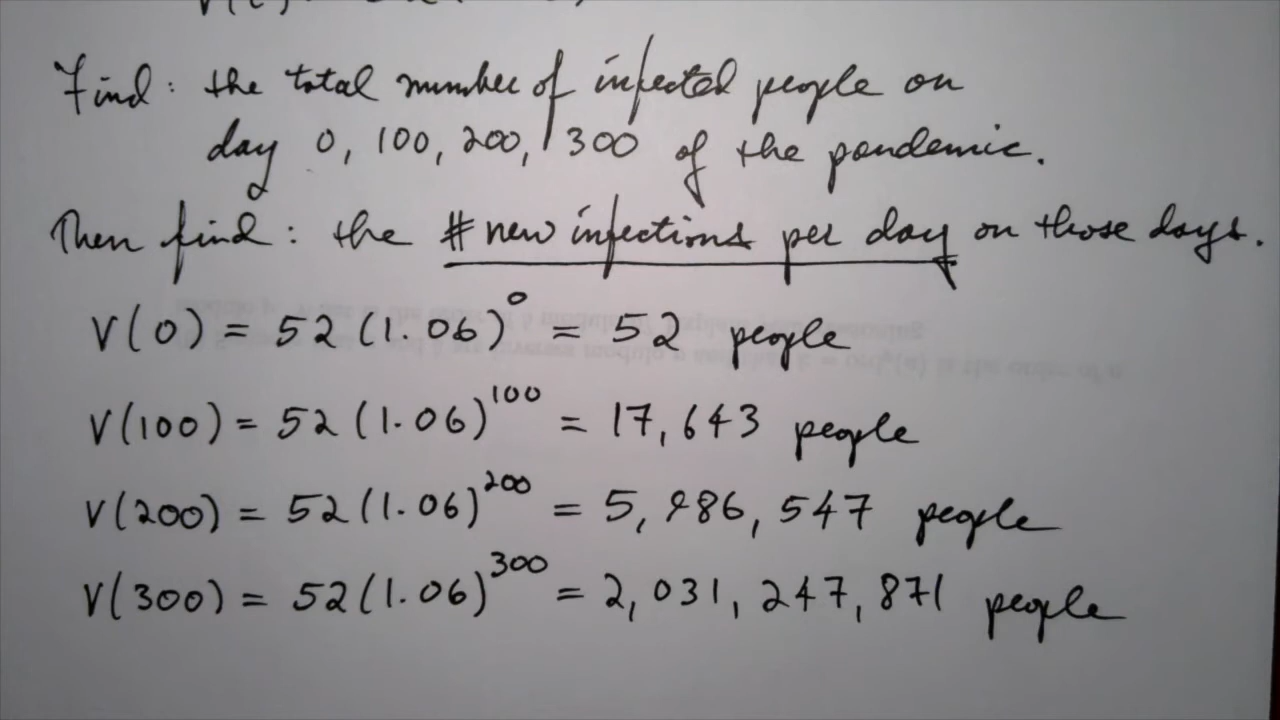 Find: the total number of infected people on
day 0, 100, 200, 300 of the pandemic.
Then find: the # new infections per day on those days.
V(0) = 52(1.06)^0 = 52 people
V(100) = 52(1.06)^100 = 17,643 people
V(200) = 52(1.06)^200 = 5,986,547 people
V(300) = 52(1.06)^300 = 2,031,247,871 people